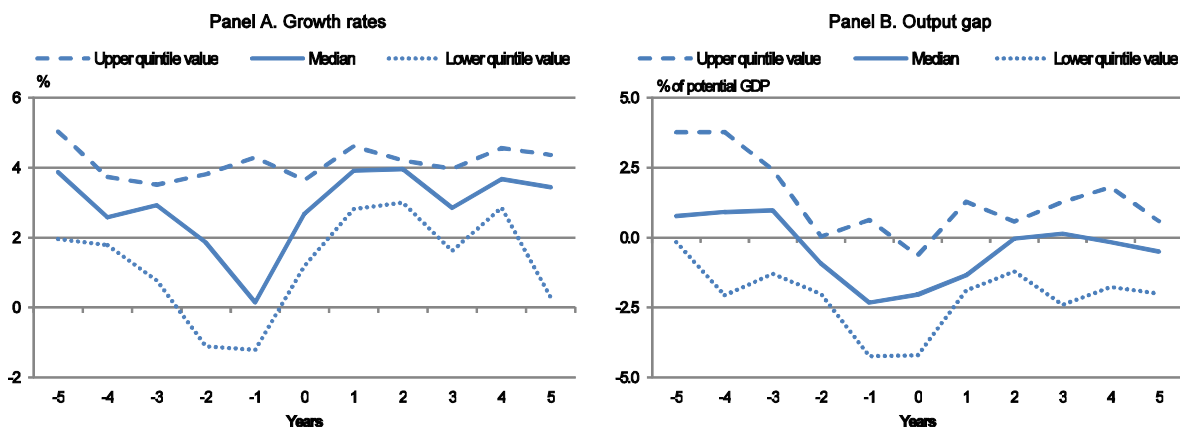 Panel A. Growth rates
Upper quintile value Median Lower quintile value
%
6
4
2
0
-2
-5 -4 -3 -2 -1 0 1 2 3 4 5
Years
Panel B. Output gap
Upper quintile value Median Lower quintile value
% of potential GDP
5.0
2.5
0.0
-2.5
-5.0
-5 -4 -3 -2 -1 0 1 2 3 4 5
Years